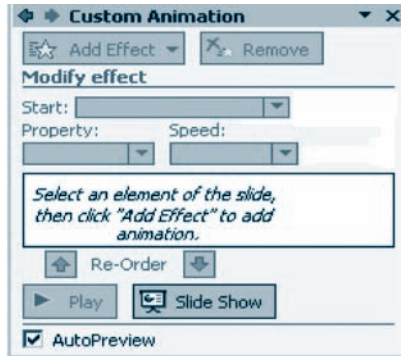 Custom Animation
Add Effect Remove
Modify effect
Start:
Property: Speed:
Select an element of the slide,
then click "Add Effect" to add
animation.
Re-Order
Play Slide Show
AutoPreview